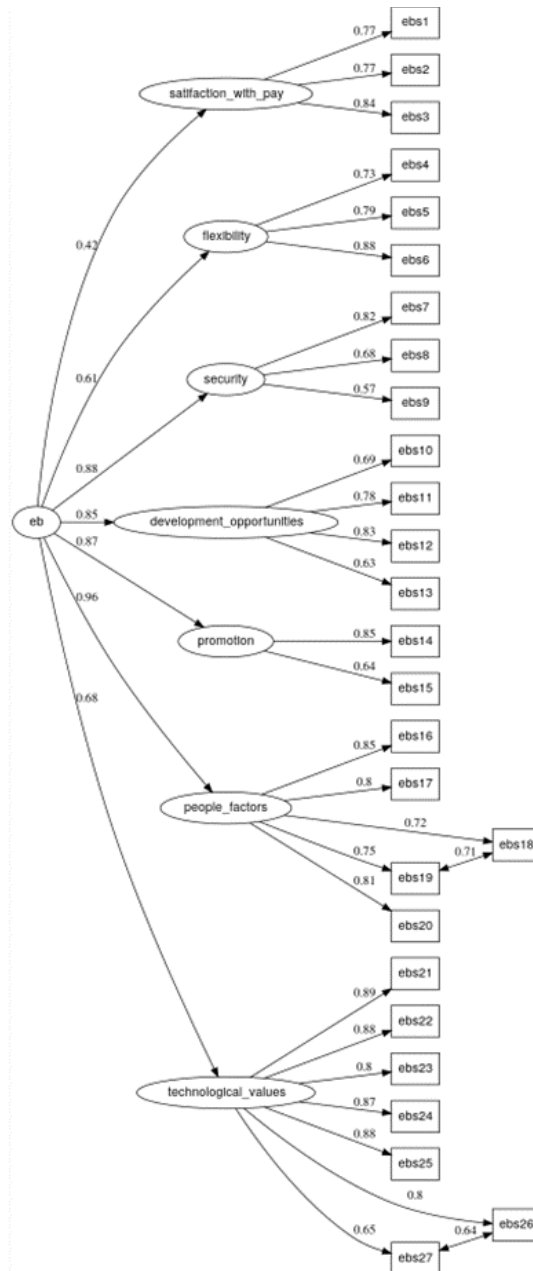 ebs1
0.77
0.77
ebs2
satifaction_with_pay
0.84
ebs3
0.73
ebs4
0.79
ebs5
flexibility
0.88
ebs6
0.42
0.82
ebs7
0.68
ebs8
security
0.57
ebs9
0.61
0.69
ebs10
0.88
0.78
ebs11
eb
0.85
development_opportunities
0.83
ebs12
0.87
0.63
ebs13
0.96
promotion
0.85
ebs14
0.64
ebs15
0.68
0.85
ebs16
0.8
ebs17
people_factors
0.72
ebs18
0.75
0.71
ebs19
0.81
ebs20
0.89
ebs21
0.88
ebs22
0.8
ebs23
technological_values
0.87
ebs24
0.88
ebs25
0.8
ebs26
0.65
0.64
ebs27